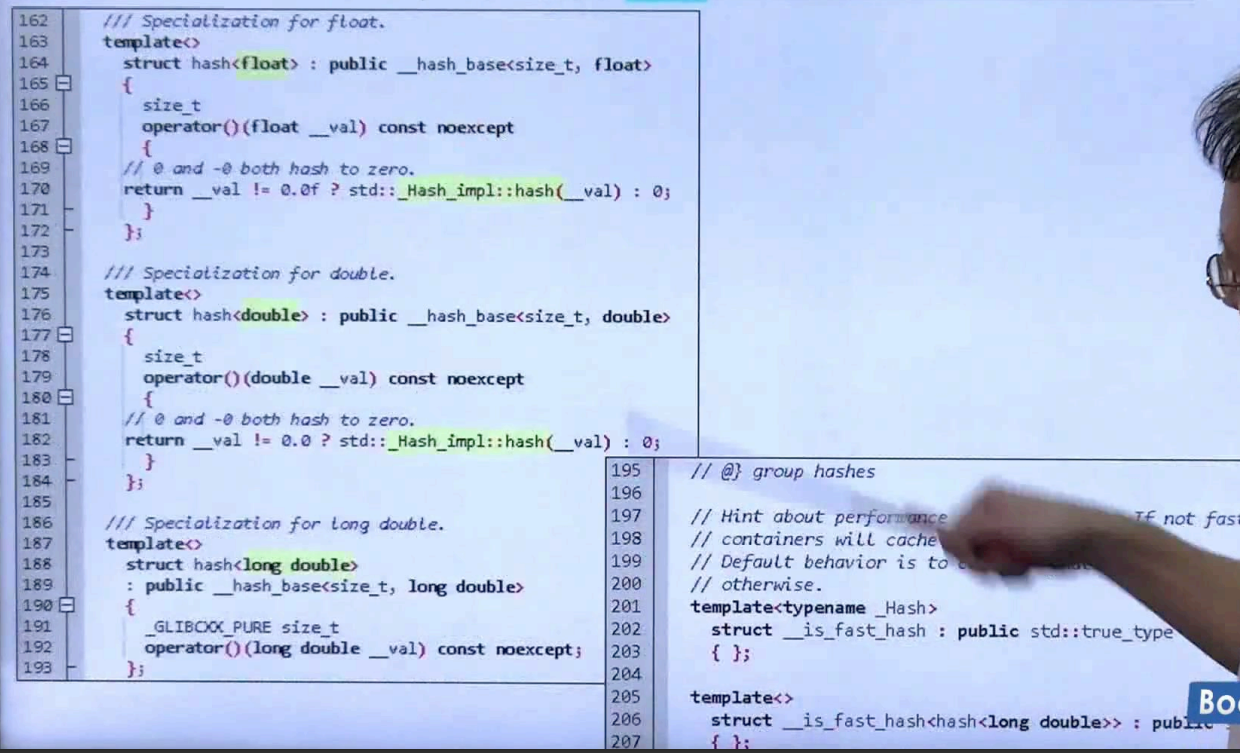 162 /// Specialization for float.
163 template<>
164 struct hash<float> : public __hash_base<size_t, float>
165 {
166 size_t
167 operator()(float __val) const noexcept
168 {
169 // 0 and -0 both hash to zero.
170 return __val != 0.0f ? std::_Hash_impl::hash(__val) : 0;
171 }
172 };
173
174 /// Specialization for double.
175 template<>
176 struct hash<double> : public __hash_base<size_t, double>
177 {
178 size_t
179 operator()(double __val) const noexcept
180 {
181 // 0 and -0 both hash to zero.
182 return __val != 0.0 ? std::_Hash_impl::hash(__val) : 0;
183 }
184 };
185
186 /// Specialization for long double.
187 template<>
188 struct hash<long double>
189 : public __hash_base<size_t, long double>
190 {
191 _GLIBCXX_PURE size_t
192 operator()(long double __val) const noexcept;
193 };
195 // @} group hashes
196
197 // Hint about performance If not fast
198 // containers will cache
199 // Default behavior is to
200 // otherwise.
201 template<typename _Hash>
202 struct __is_fast_hash : public std::true_type
203 { };
204
205 template<>
206 struct __is_fast_hash<hash<long double>> : public
207 { };
Bo